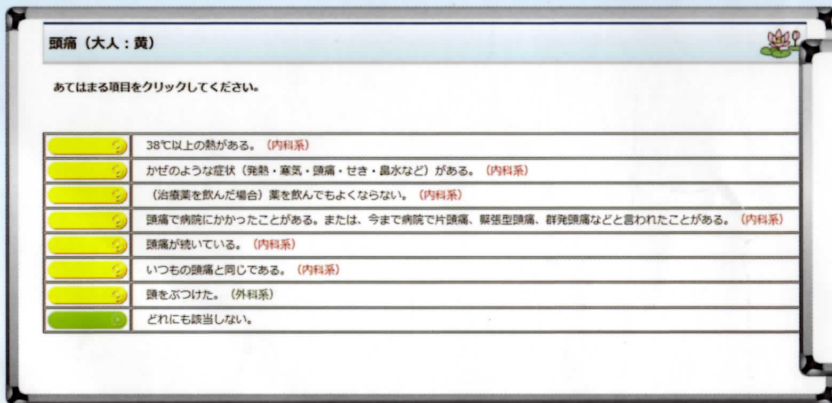 頭痛（大人：黄）
あてはまる項目をクリックしてください。
38℃以上の熱がある。（内科系）
かぜのような症状（発熱・寒気・頭痛・せき・鼻水など）がある。（内科系）
（治療薬を飲んだ場合）薬を飲んでもよくならない。（内科系）
頭痛で病院にかかったことがある。または、今まで病院で片頭痛、緊張型頭痛、群発頭痛などと言われたことがある。（内科系）
頭痛が続いている。（内科系）
いつもの頭痛と同じである。（内科系）
頭をぶつけた。（外科系）
どれにも該当しない。